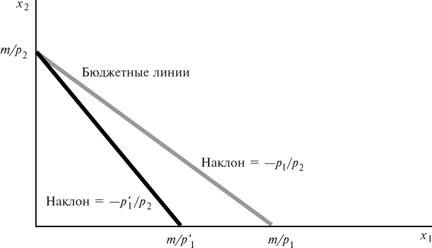 x₂
m/p₂
Бюджетные линии
Наклон = —p₁/p₂
Наклон = —p′₁/p₂
m/p′₁
m/p₁
x₁